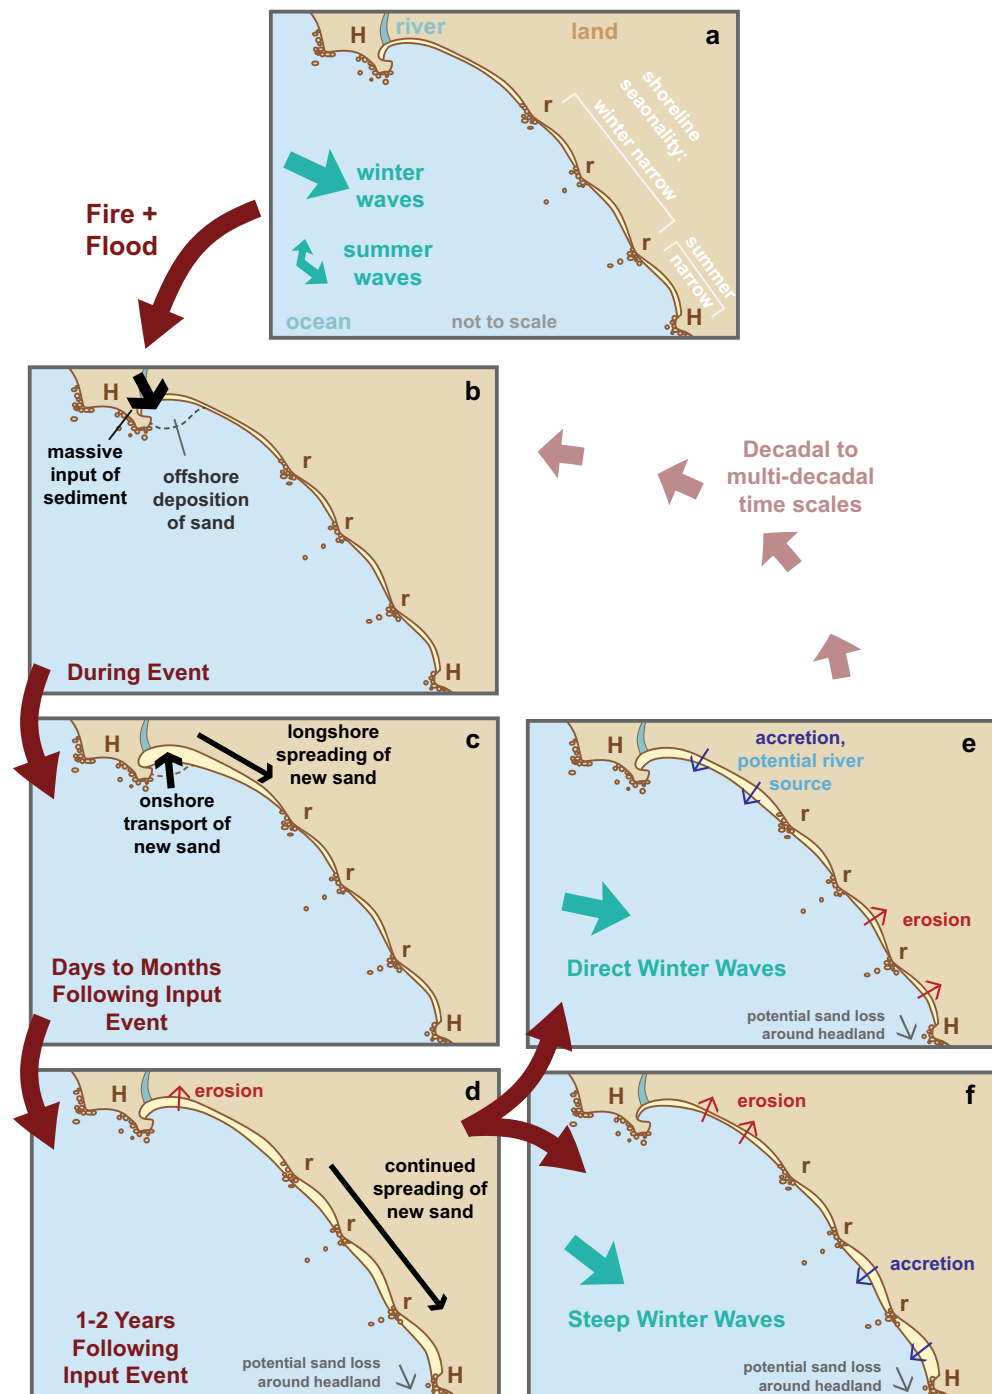 a
H
river
land
shoreline
seaonality:
winter narrow
r
r
r
summer
narrow
H
winter
waves
summer
waves
ocean
not to scale
Fire +
Flood
b
H
massive
input of
sediment
offshore
deposition
of sand
r
r
r
H
During Event
Decadal to
multi-decadal
time scales
c
H
longshore
spreading of
new sand
onshore
transport of
new sand
r
r
r
H
Days to Months
Following Input
Event
d
H
erosion
r
r
r
continued
spreading of
new sand
1-2 Years
Following
Input Event
potential sand loss
around headland
H
e
H
accretion,
potential river
source
r
r
r
erosion
Direct Winter Waves
potential sand loss
around headland
H
f
H
erosion
r
r
r
accretion
Steep Winter Waves
potential sand loss
around headland
H